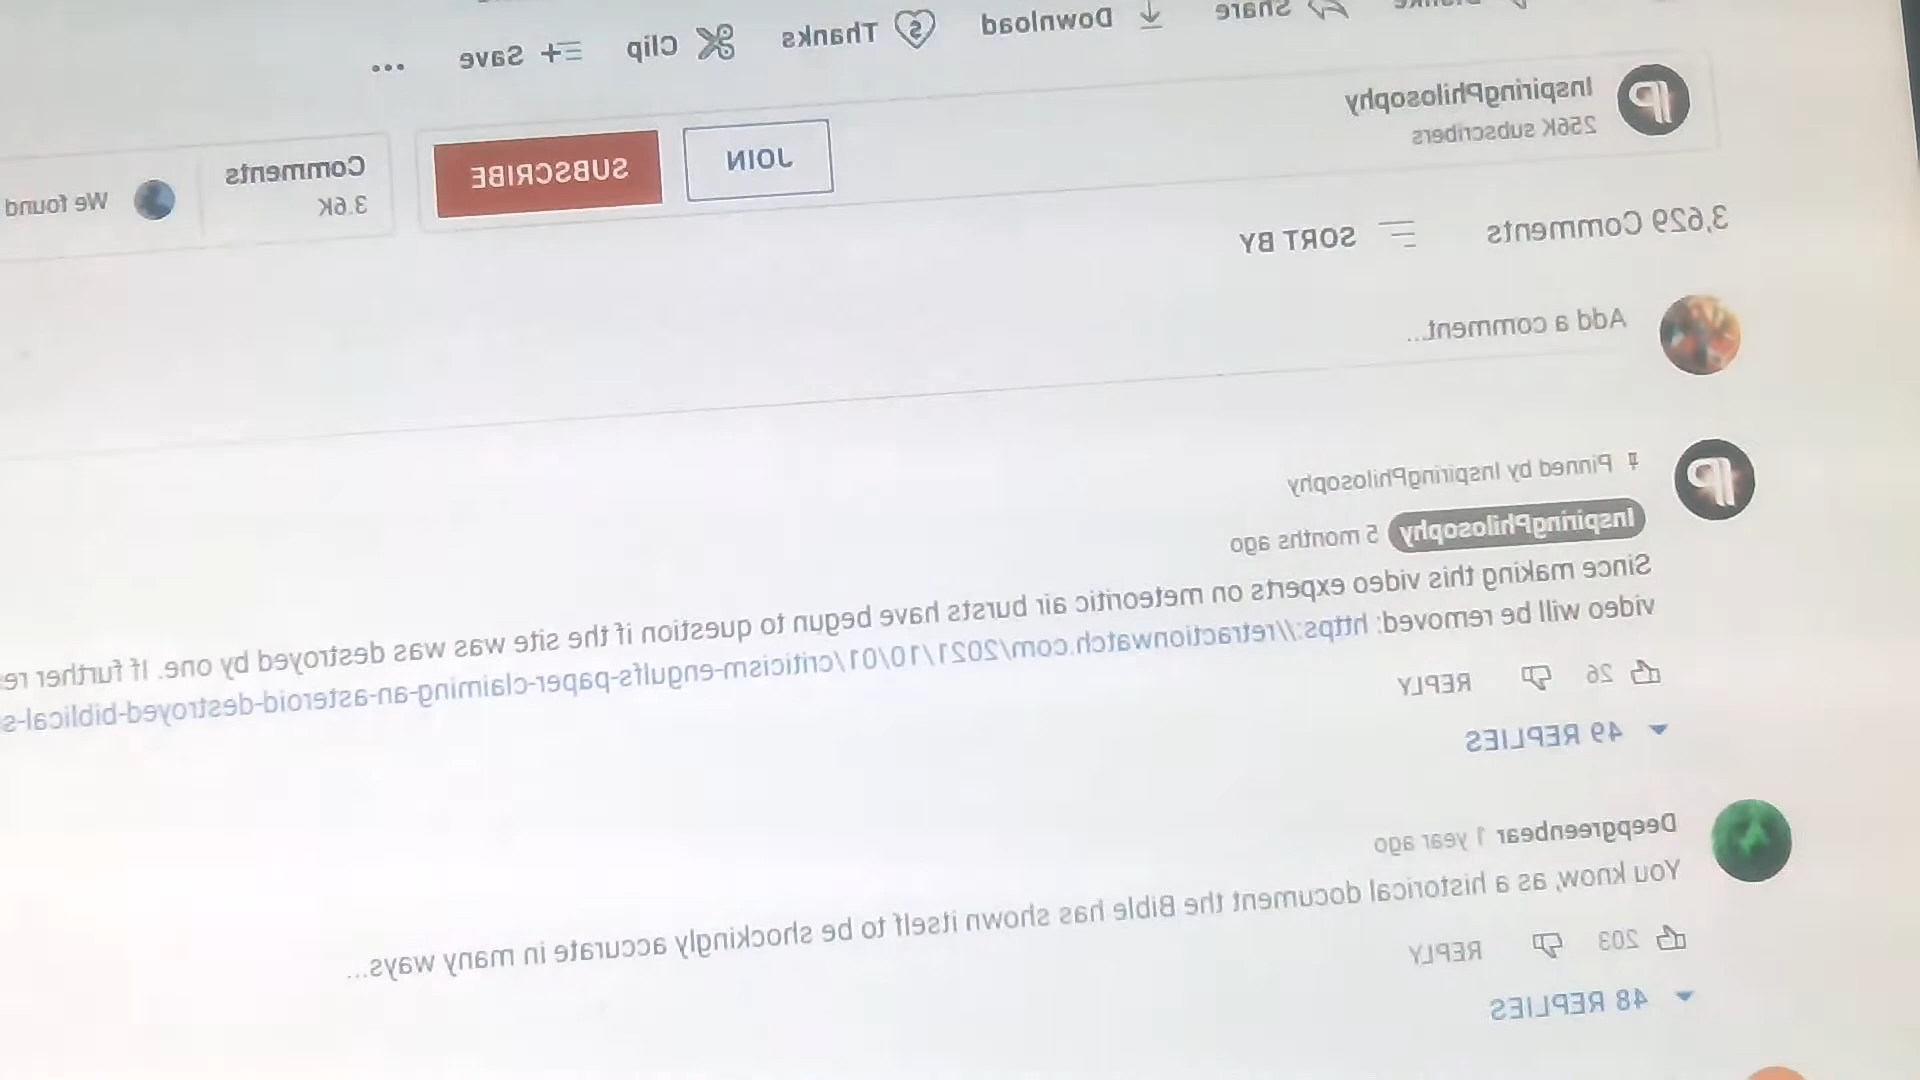 Share Download Thanks Clip Save ...
InspiringPhilosophy
256K subscribers
JOIN SUBSCRIBE
Comments
3.6K
We found
3,629 Comments SORT BY
Add a comment...
Pinned by InspiringPhilosophy
InspiringPhilosophy 5 months ago
Since making this video experts on meteoritic air bursts have begun to question if the site was was destroyed by one. If further re
video will be removed: https://retractionwatch.com/2021/10/01/criticism-engulfs-paper-claiming-an-asteroid-destroyed-biblical-s
26 REPLY
49 REPLIES
Deepgreenbear 1 year ago
You know, as a historical document the Bible has shown itself to be shockingly accurate in many ways...
203 REPLY
48 REPLIES